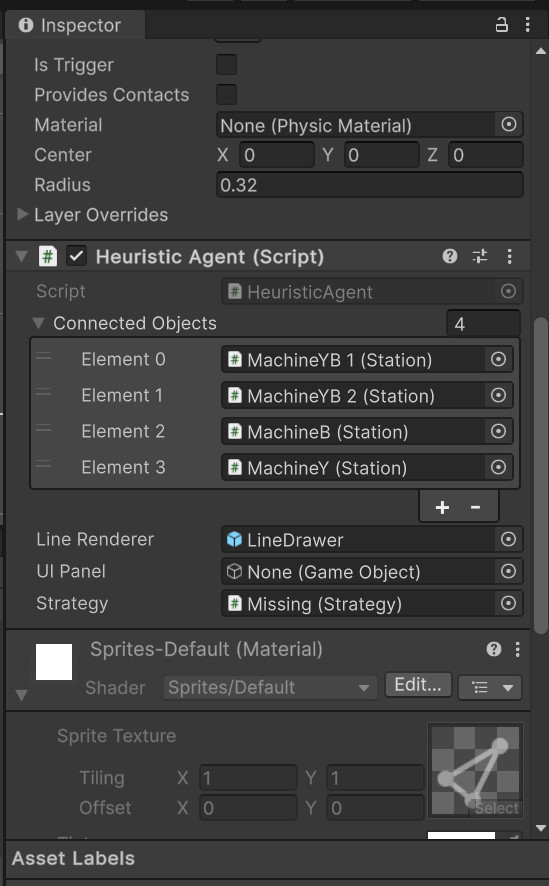 Inspector
Is Trigger
Provides Contacts
Material None (Physic Material)
Center X 0 Y 0 Z 0
Radius 0.32
Layer Overrides
# Heuristic Agent (Script)
Script # HeuristicAgent
Connected Objects 4
Element 0 # MachineYB 1 (Station)
Element 1 # MachineYB 2 (Station)
Element 2 # MachineB (Station)
Element 3 # MachineY (Station)
+ -
Line Renderer LineDrawer
UI Panel None (Game Object)
Strategy # Missing (Strategy)
Sprites-Default (Material)
Shader Sprites/Default Edit...
Sprite Texture
Tiling X 1 Y 1
Offset X 0 Y 0 Select
Asset Labels